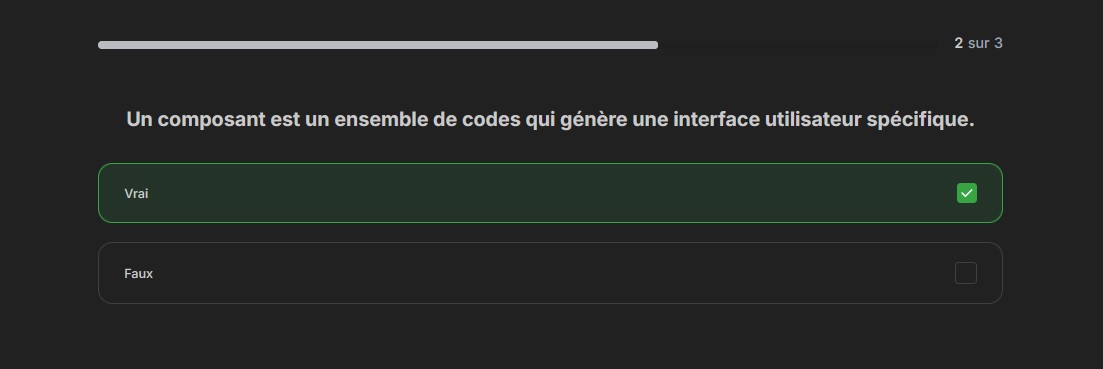 2 sur 3
Un composant est un ensemble de codes qui génère une interface utilisateur spécifique.
Vrai
Faux